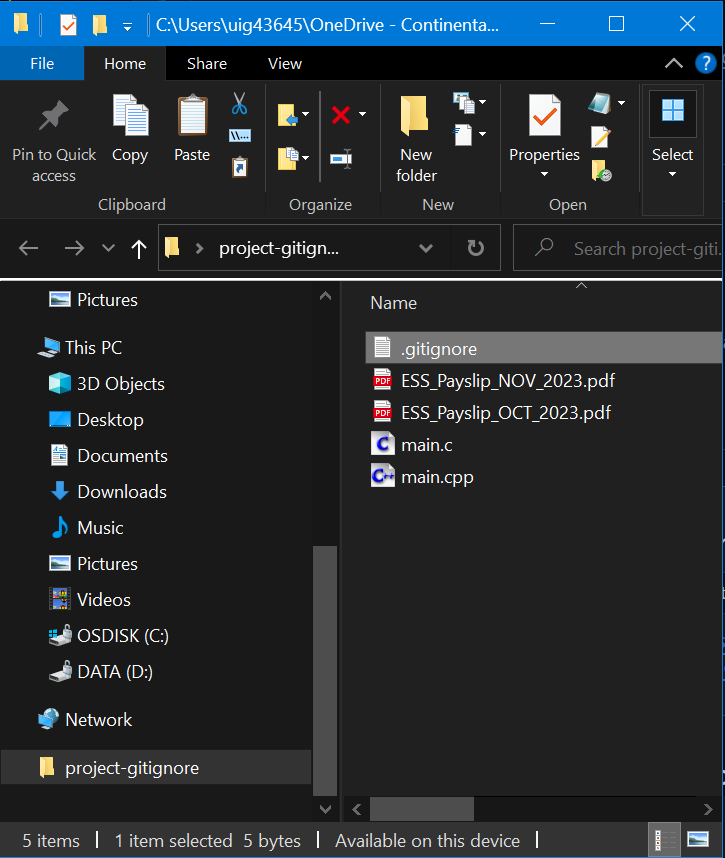 C:\Users\uig43645\OneDrive - Continenta...
File Home Share View
Pin to Quick access
Copy
Paste
New folder
Properties
Select
Clipboard Organize New Open
project-gitign...
Search project-giti
Pictures
This PC
3D Objects
Desktop
Documents
Downloads
Music
Pictures
Videos
OSDISK (C:)
DATA (D:)
Network
project-gitignore
Name
.gitignore
PDF ESS_Payslip_NOV_2023.pdf
PDF ESS_Payslip_OCT_2023.pdf
C main.c
C++ main.cpp
5 items 1 item selected 5 bytes Available on this device